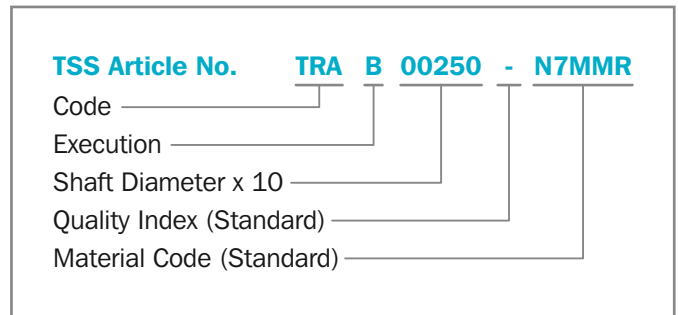 TSS Article No. TRA B 00250 - N7MMR
Code
Execution
Shaft Diameter x 10
Quality Index (Standard)
Material Code (Standard)